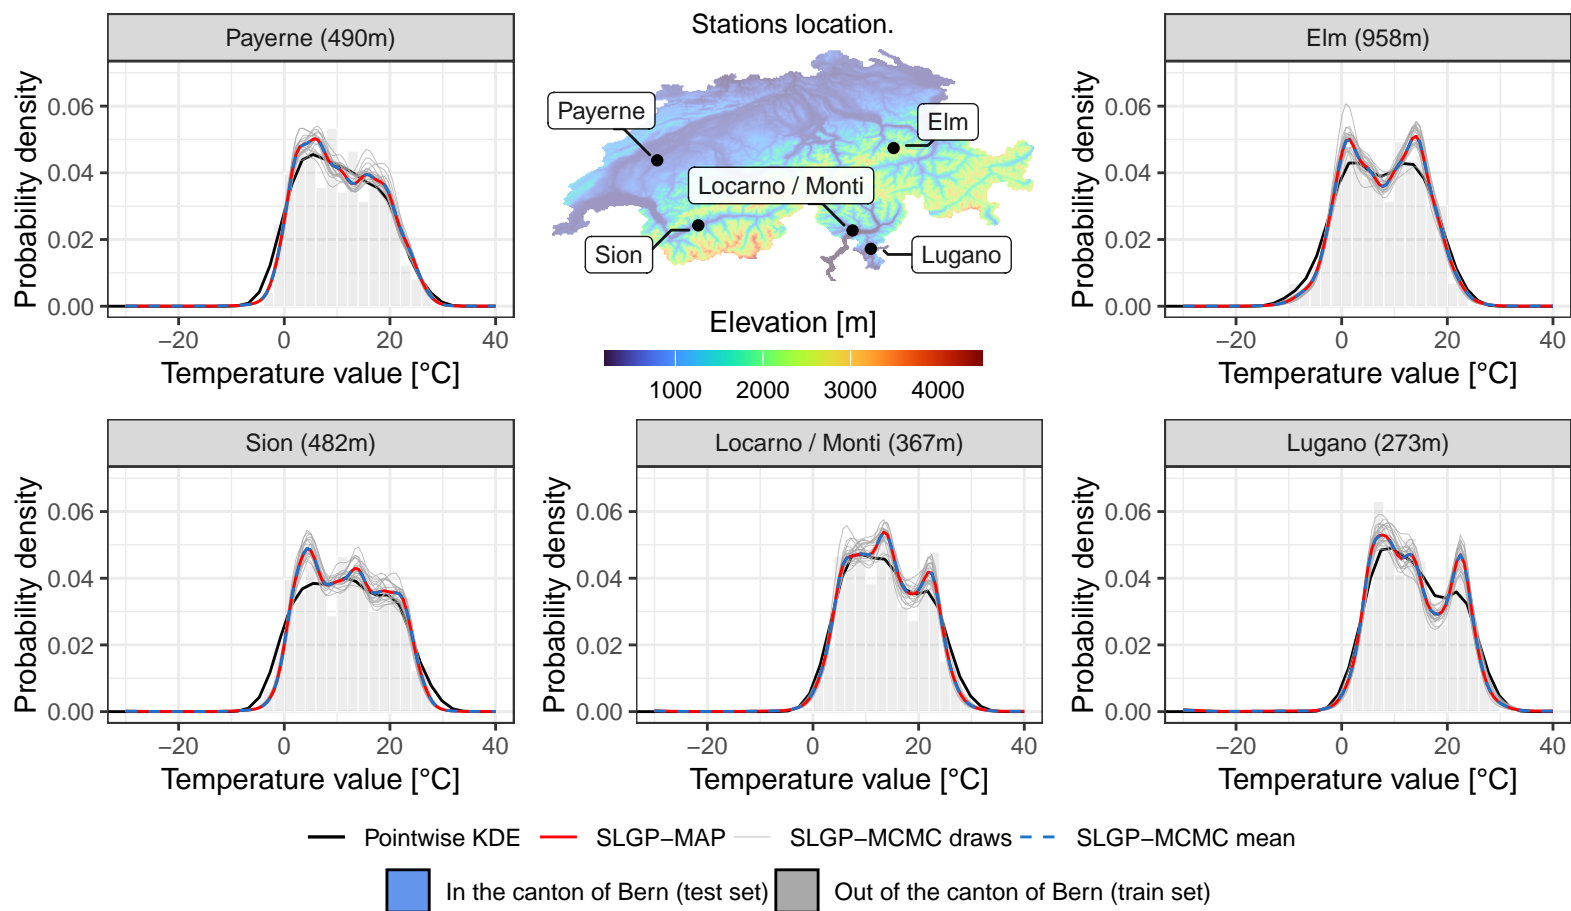 Payerne (490m)
Probability density
0.06
0.04
0.02
0.00
−20
0
20
40
Temperature value [°C]
Stations location.
Payerne
Elm
Locarno / Monti
Sion
Lugano
Elevation [m]
1000
2000
3000
4000
Elm (958m)
Probability density
0.06
0.04
0.02
0.00
−20
0
20
40
Temperature value [°C]
Sion (482m)
Probability density
0.06
0.04
0.02
0.00
−20
0
20
40
Temperature value [°C]
Locarno / Monti (367m)
Probability density
0.06
0.04
0.02
0.00
−20
0
20
40
Temperature value [°C]
Lugano (273m)
Probability density
0.06
0.04
0.02
0.00
−20
0
20
40
Temperature value [°C]
Pointwise KDE
SLGP−MAP
SLGP−MCMC draws
SLGP−MCMC mean
In the canton of Bern (test set)
Out of the canton of Bern (train set)